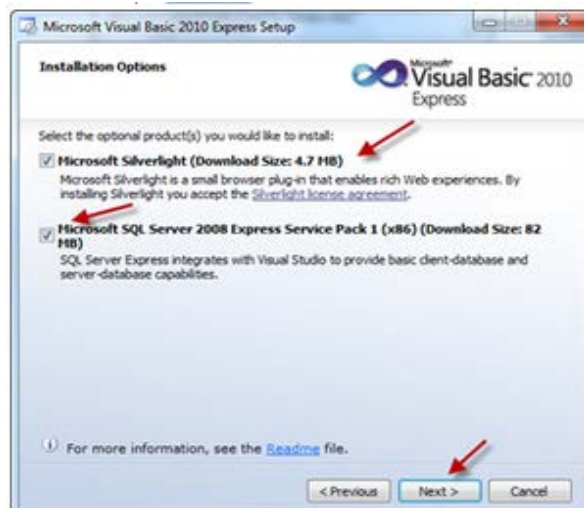 Microsoft Visual Basic 2010 Express Setup
Installation Options
Microsoft
Visual Basic 2010
Express
Select the optional product(s) you would like to install:
Microsoft Silverlight (Download Size: 4.7 MB)
Microsoft Silverlight is a small browser plug-in that enables rich Web experiences. By
installing Silverlight you accept the Silverlight license agreement.
Microsoft SQL Server 2008 Express Service Pack 1 (x86) (Download Size: 82
MB)
SQL Server Express integrates with Visual Studio to provide basic client-database and
server-database capabilities.
For more information, see the Readme file.
< Previous
Next >
Cancel